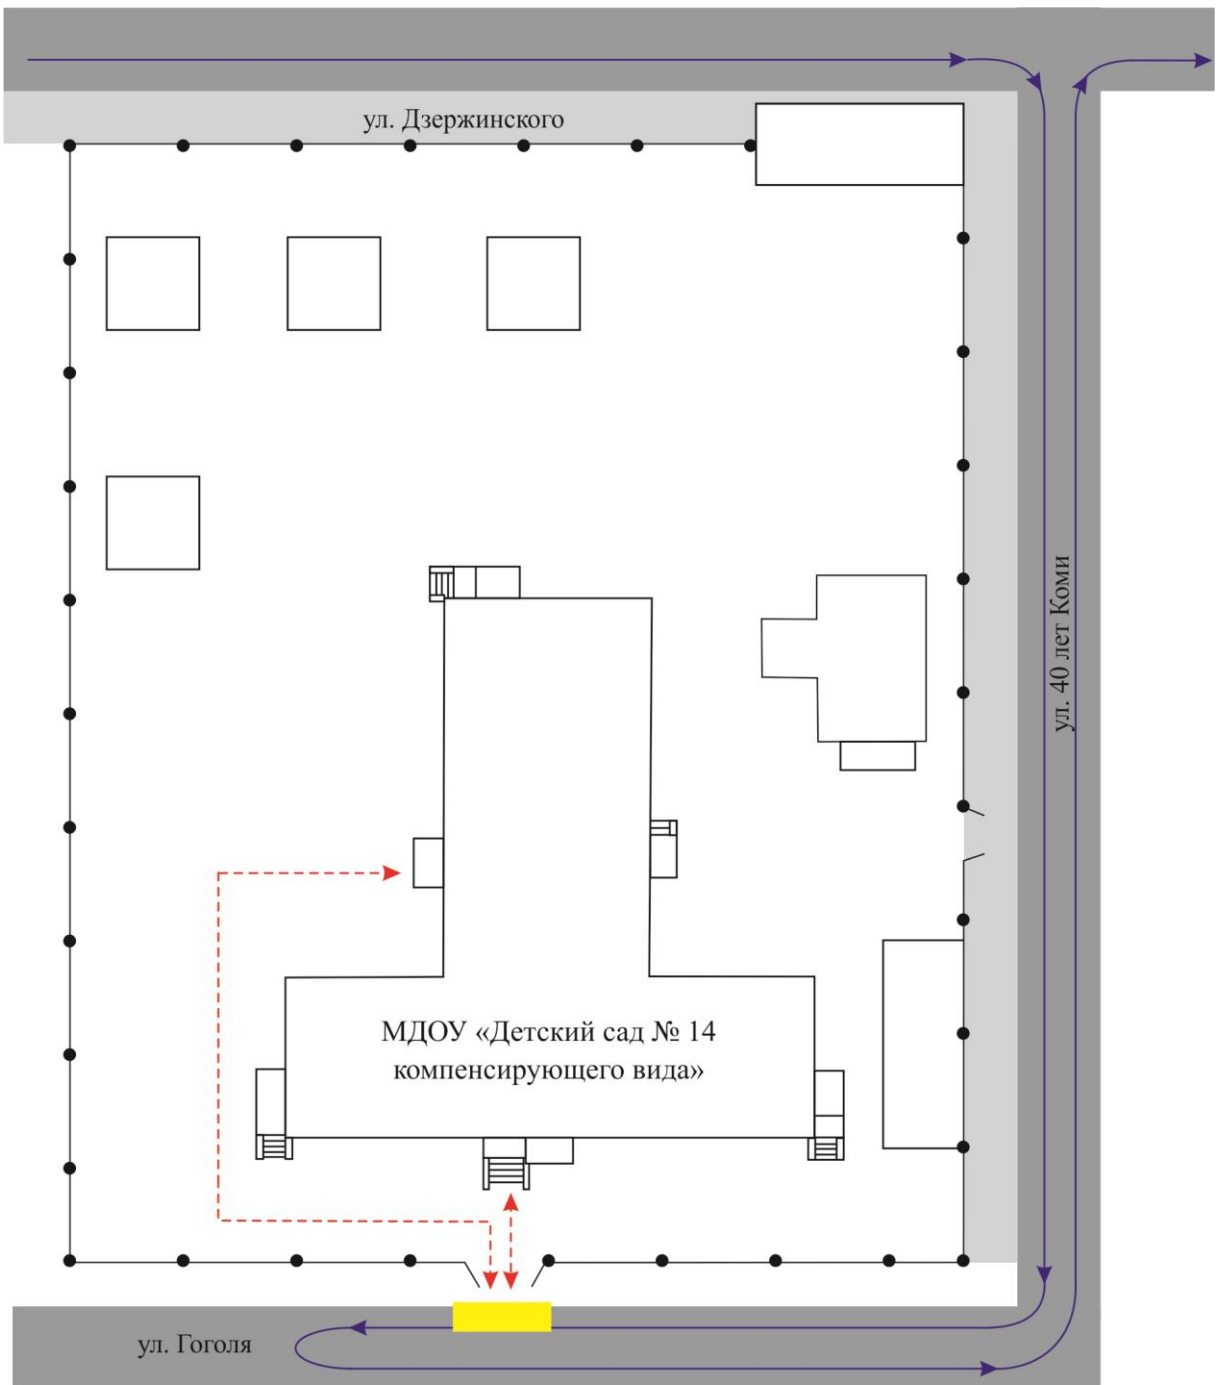 ул. Дзержинского
ул. 40 лет Коми
МДОУ «Детский сад № 14
компенсирующего вида»
ул. Гоголя